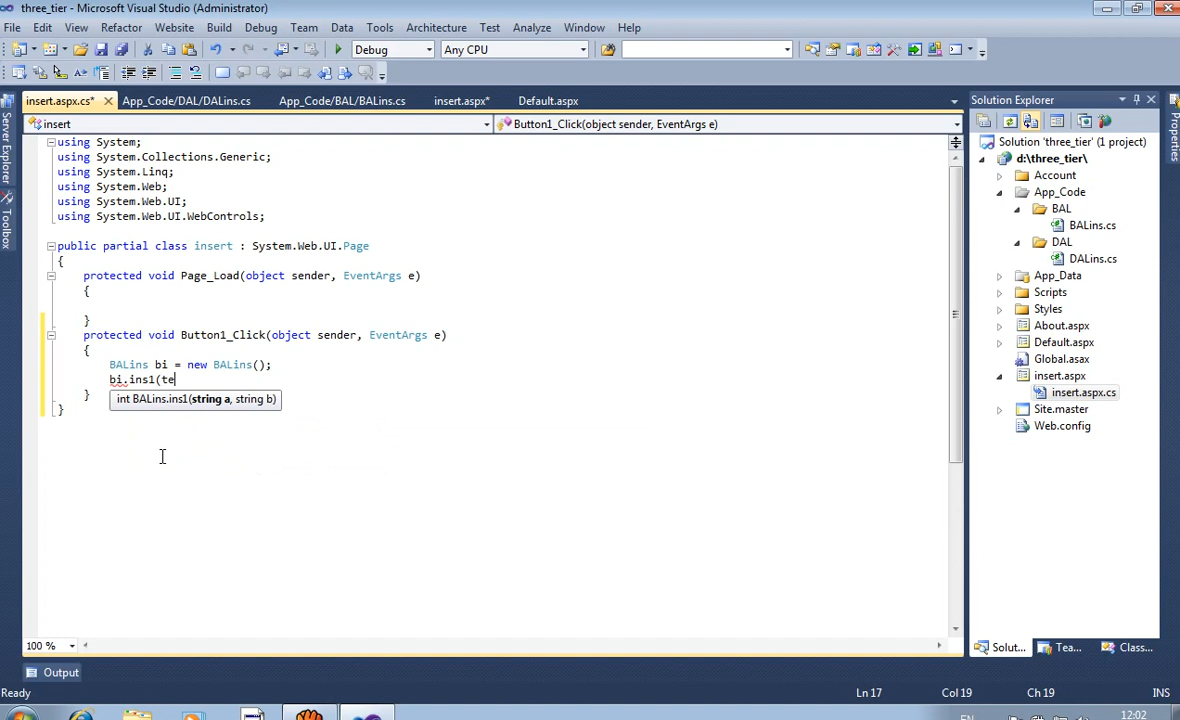 three_tier - Microsoft Visual Studio (Administrator)
File Edit View Refactor Website Build Debug Team Data Tools Architecture Test Analyze Window Help
Debug Any CPU
insert.aspx.cs* App_Code/DAL/DALins.cs App_Code/BAL/BALins.cs insert.aspx* Default.aspx
insert Button1_Click(object sender, EventArgs e)
using System;
using System.Collections.Generic;
using System.Linq;
using System.Web;
using System.Web.UI;
using System.Web.UI.WebControls;
public partial class insert : System.Web.UI.Page
{
protected void Page_Load(object sender, EventArgs e)
{
}
protected void Button1_Click(object sender, EventArgs e)
{
BALins bi = new BALins();
bi.ins1(te
}
int BALins.ins1(string a, string b)
}
100 %
Output
Ready Ln 17 Col 19 Ch 19 INS
Server Explorer
Toolbox
Solution Explorer
Solution 'three_tier' (1 project)
d:\three_tier\
Account
App_Code
BAL
BALins.cs
DAL
DALins.cs
App_Data
Scripts
Styles
About.aspx
Default.aspx
Global.asax
insert.aspx
insert.aspx.cs
Site.master
Web.config
Solut... Tea... Class...
Properties
12:02